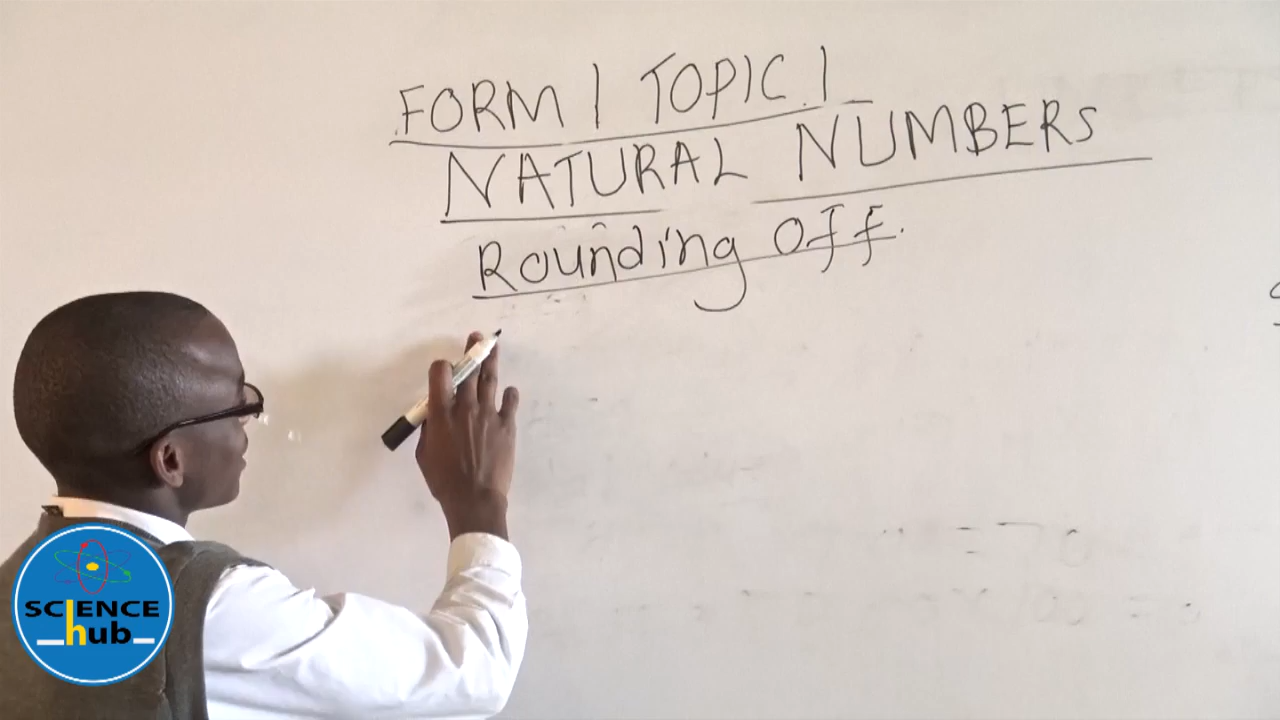 FORM 1 TOPIC 1
NATURAL NUMBERS
Rounding Off.
SCIENCE
hub